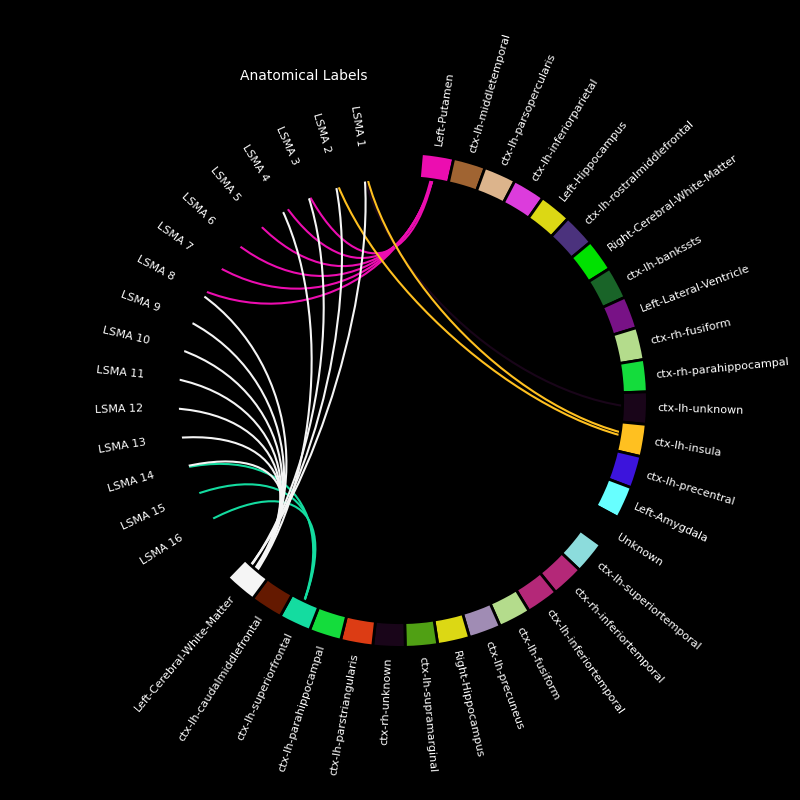 Anatomical Labels
LSMA 1
LSMA 2
LSMA 3
LSMA 4
LSMA 5
LSMA 6
LSMA 7
LSMA 8
LSMA 9
LSMA 10
LSMA 11
LSMA 12
LSMA 13
LSMA 14
LSMA 15
LSMA 16
Left-Putamen
ctx-lh-middletemporal
ctx-lh-parsopercularis
ctx-lh-inferiorparietal
Left-Hippocampus
ctx-lh-rostralmiddlefrontal
Right-Cerebral-White-Matter
ctx-lh-bankssts
Left-Lateral-Ventricle
ctx-rh-fusiform
ctx-rh-parahippocampal
ctx-lh-unknown
ctx-lh-insula
ctx-lh-precentral
Left-Amygdala
Unknown
ctx-lh-superiortemporal
ctx-rh-inferiortemporal
ctx-lh-inferiortemporal
ctx-lh-fusiform
ctx-lh-precuneus
Right-Hippocampus
ctx-lh-supramarginal
ctx-rh-unknown
ctx-lh-parstriangularis
ctx-lh-parahippocampal
ctx-lh-superiorfrontal
ctx-lh-caudalmiddlefrontal
Left-Cerebral-White-Matter